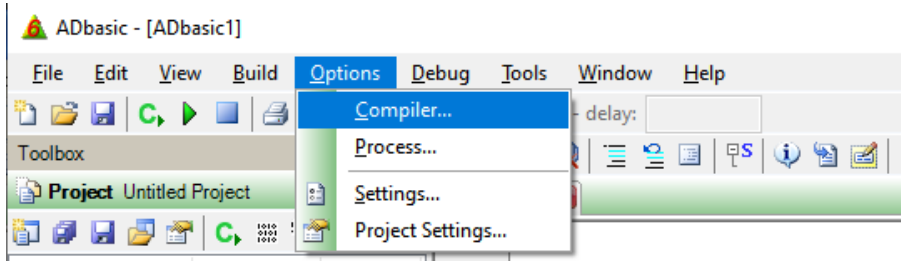 ADbasic - [ADbasic1]
File Edit View Build Options Debug Tools Window Help
Compiler...
- delay:
Process...
Toolbox
Project Untitled Project
Settings...
Project Settings...